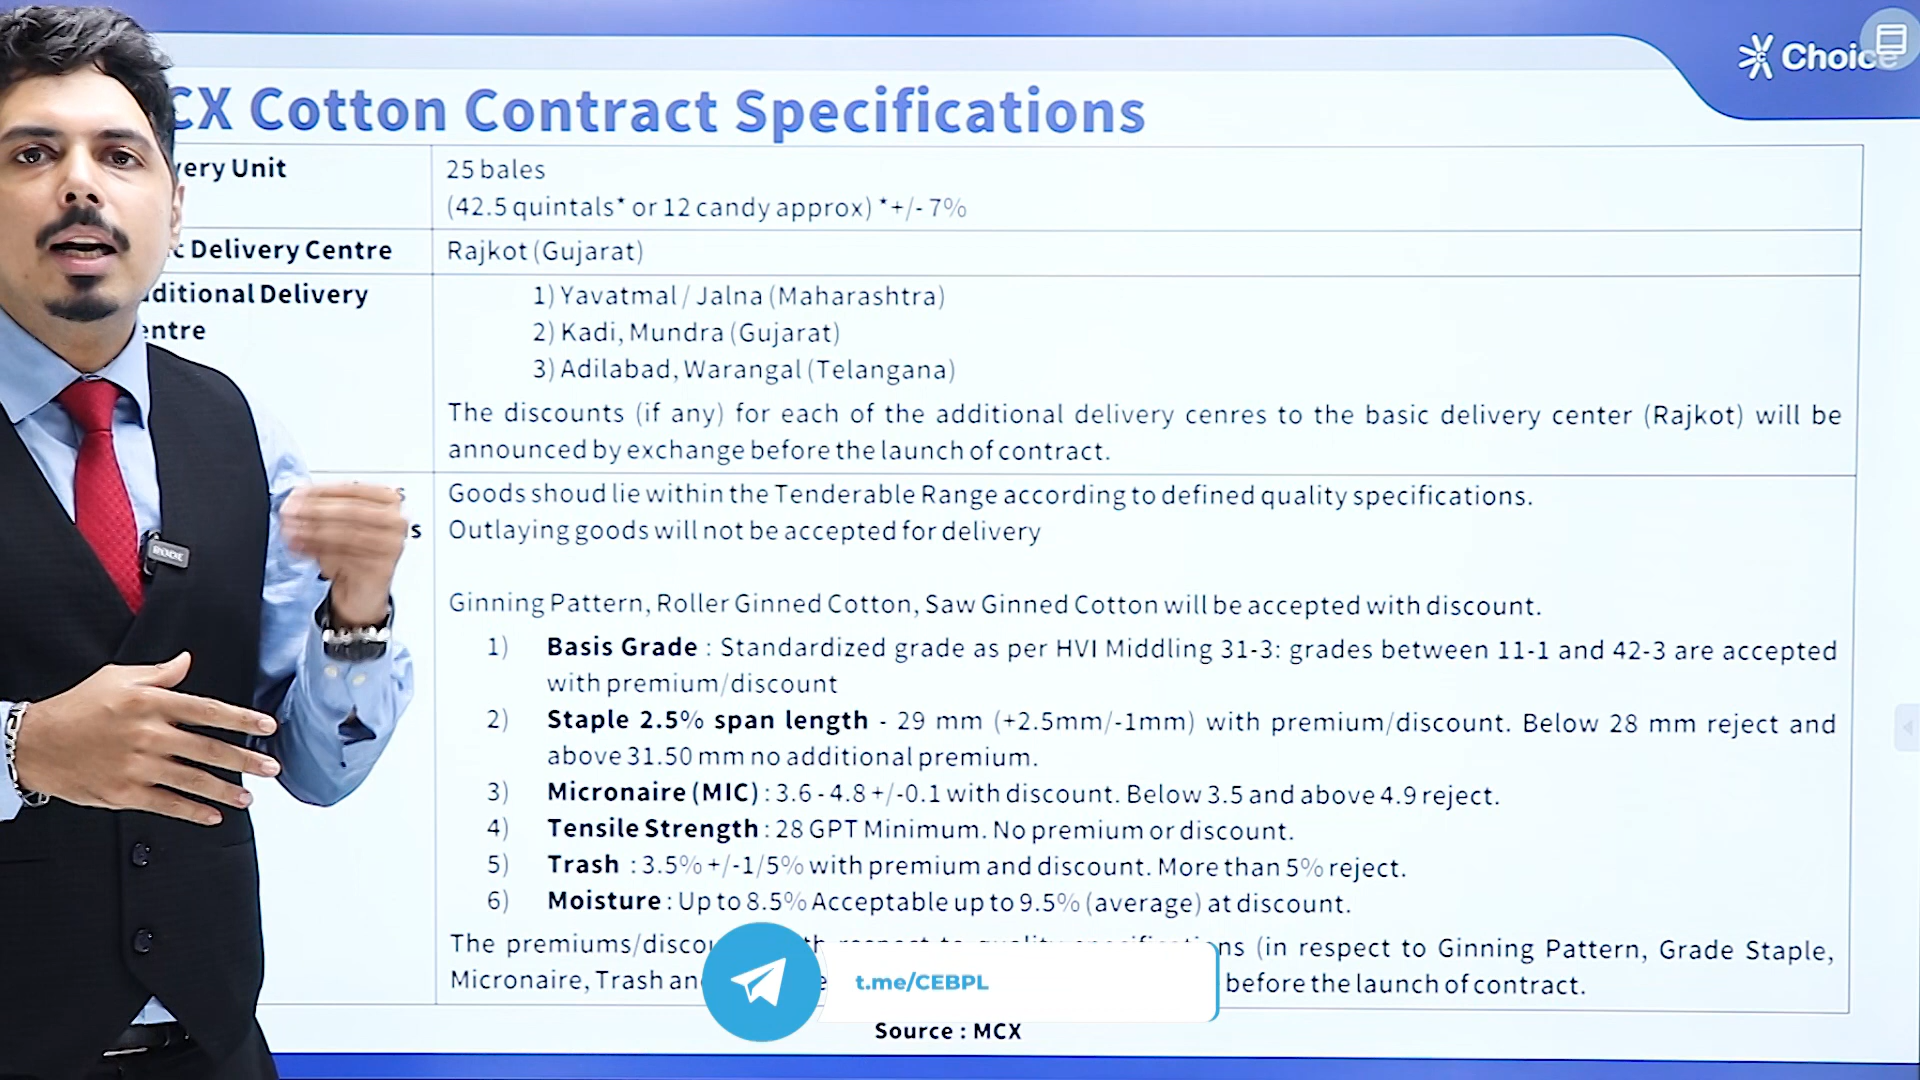 Choice
CX Cotton Contract Specifications
very Unit
25 bales
(42.5 quintals* or 12 candy approx) *+/- 7%
Delivery Centre
Rajkot (Gujarat)
dditional Delivery
entre
1) Yavatmal / Jalna (Maharashtra)
2) Kadi, Mundra (Gujarat)
3) Adilabad, Warangal (Telangana)
The discounts (if any) for each of the additional delivery cenres to the basic delivery center (Rajkot) will be
announced by exchange before the launch of contract.
Goods shoud lie within the Tenderable Range according to defined quality specifications.
Outlaying goods will not be accepted for delivery
Ginning Pattern, Roller Ginned Cotton, Saw Ginned Cotton will be accepted with discount.
1) Basis Grade : Standardized grade as per HVI Middling 31-3: grades between 11-1 and 42-3 are accepted
with premium/discount
2) Staple 2.5% span length - 29 mm (+2.5mm/-1mm) with premium/discount. Below 28 mm reject and
above 31.50 mm no additional premium.
3) Micronaire (MIC) : 3.6 - 4.8 +/-0.1 with discount. Below 3.5 and above 4.9 reject.
4) Tensile Strength : 28 GPT Minimum. No premium or discount.
5) Trash : 3.5% +/-1/5% with premium and discount. More than 5% reject.
6) Moisture : Up to 8.5% Acceptable up to 9.5% (average) at discount.
The premiums/discou with respect to quality specifications (in respect to Ginning Pattern, Grade Staple,
Micronaire, Trash an before the launch of contract.
t.me/CEBPL
Source : MCX
RODE